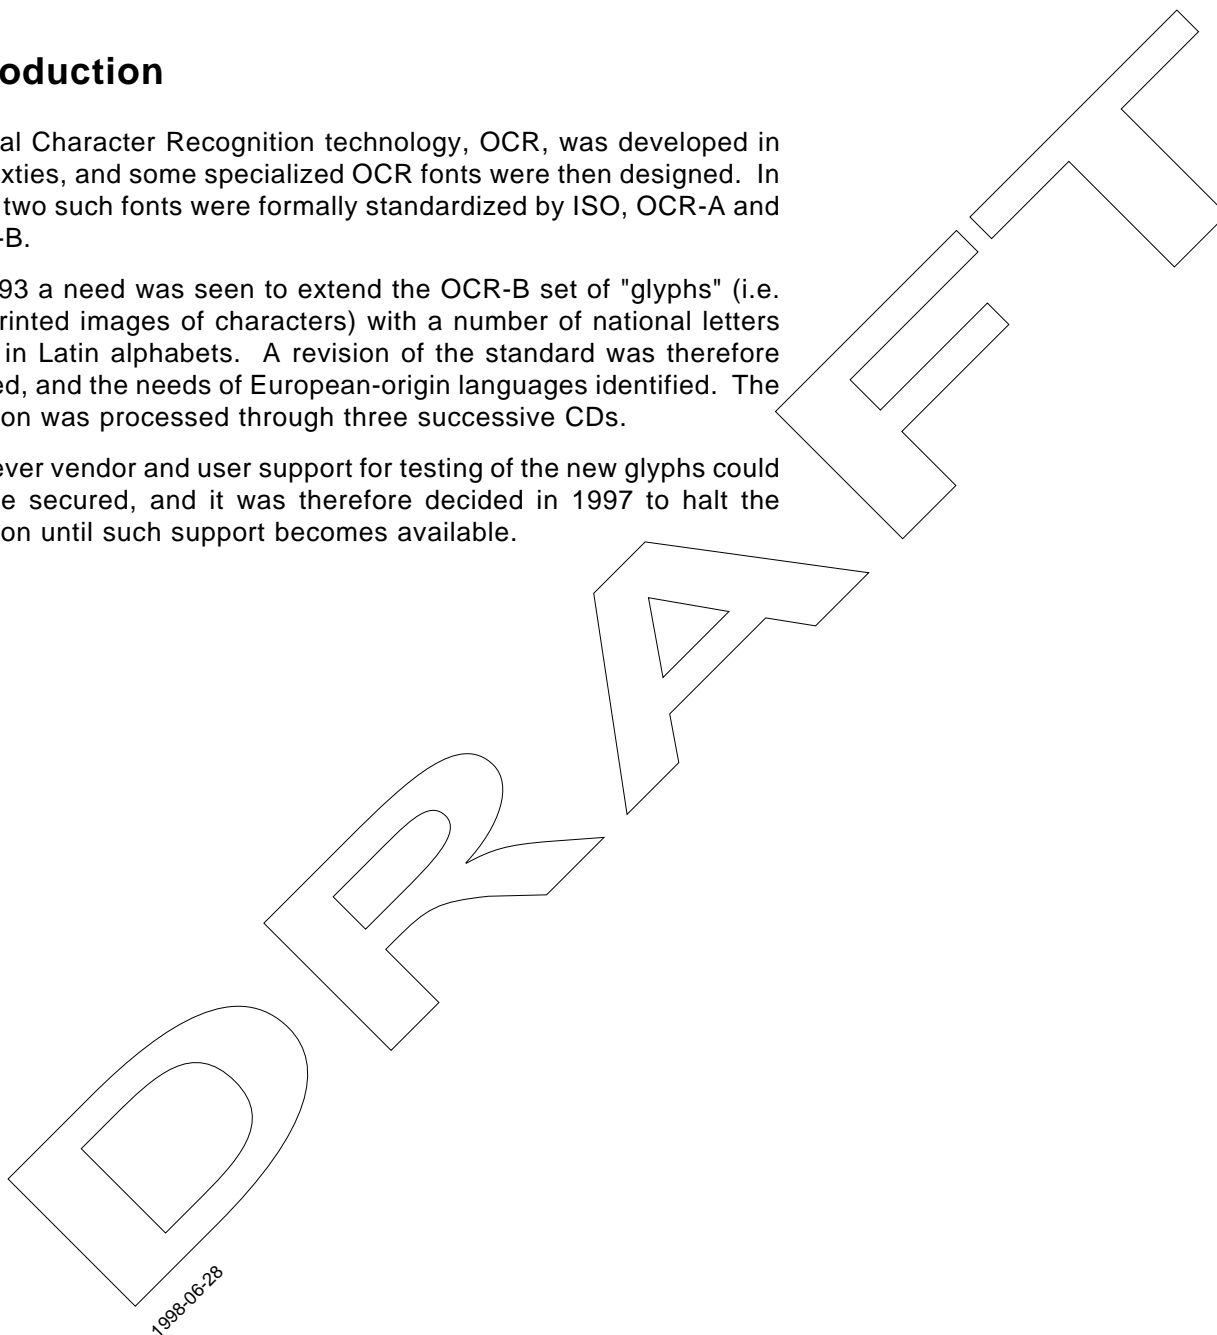 oduction
al Character Recognition technology, OCR, was developed in
xties, and some specialized OCR fonts were then designed. In
two such fonts were formally standardized by ISO, OCR-A and
-B.
93 a need was seen to extend the OCR-B set of "glyphs" (i.e.
rinted images of characters) with a number of national letters
in Latin alphabets. A revision of the standard was therefore
ed, and the needs of European-origin languages identified. The
on was processed through three successive CDs.
ever vendor and user support for testing of the new glyphs could
e secured, and it was therefore decided in 1997 to halt the
on until such support becomes available.
DRAFT
1998-06-28